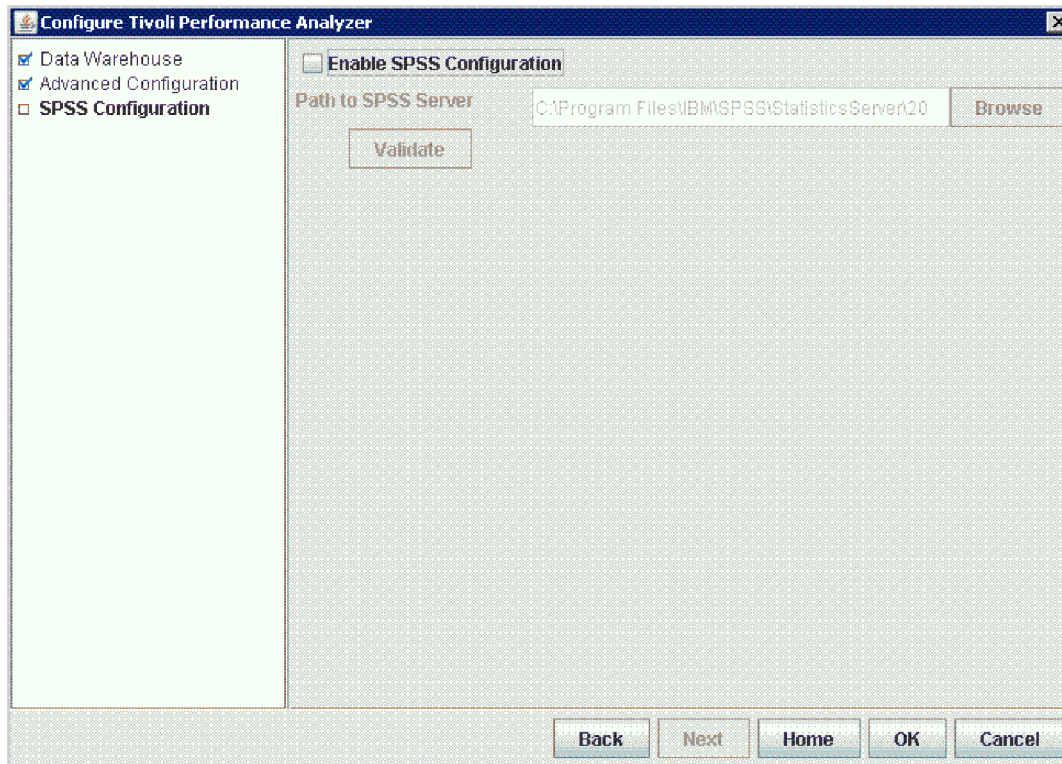 Configure Tivoli Performance Analyzer
Data Warehouse
Advanced Configuration
SPSS Configuration
Enable SPSS Configuration
Path to SPSS Server C:\Program Files\IBM\SPSS\StatisticsServer\20 Browse
Validate
Back Next Home OK Cancel